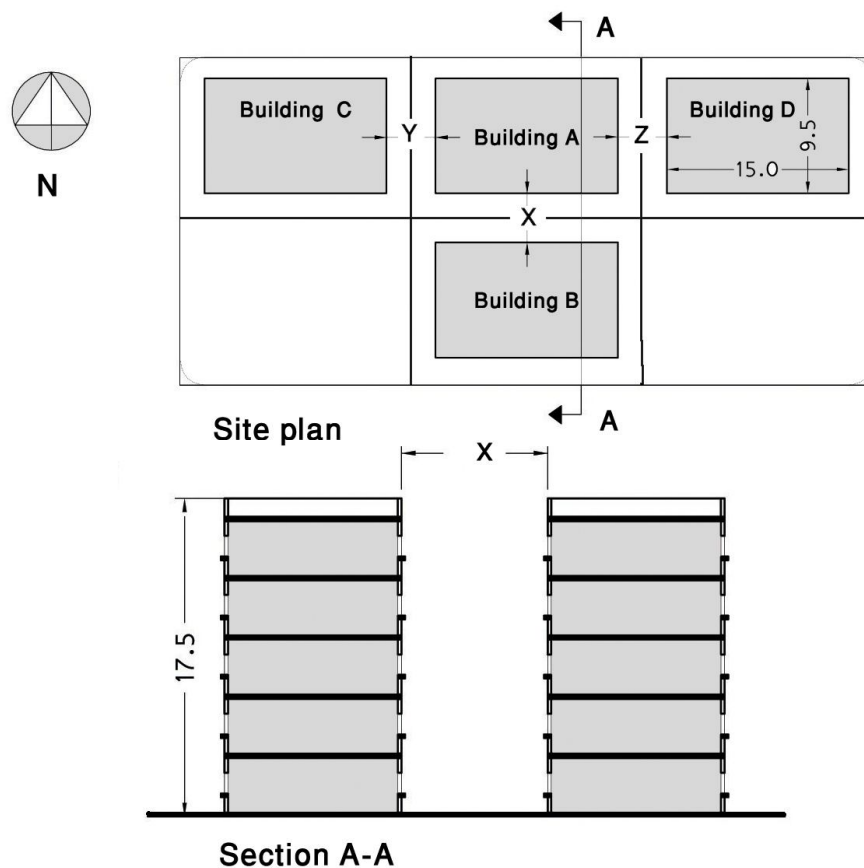 A
Building C
Y
Building A
Z
Building D
9.5
15.0
N
X
Building B
A
Site plan
X
17.5
Section A-A